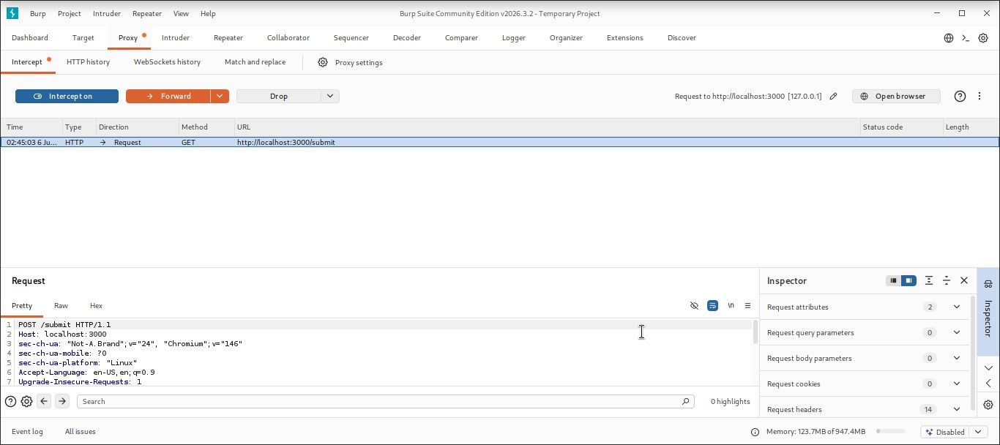 Burp Project Intruder Repeater View Help Burp Suite Community Edition v2026.3.2 - Temporary Project
Dashboard Target Proxy Intruder Repeater Collaborator Sequencer Decoder Comparer Logger Organizer Extensions Discover
Intercept HTTP history WebSockets history Match and replace Proxy settings
Intercept on Forward Drop Request to http://localhost:3000 [127.0.0.1] Open browser
Time Type Direction Method URL Status code Length
02:45:03 6 Ju... HTTP Request GET http://localhost:3000/submit
Request
Pretty Raw Hex \n
1 POST /submit HTTP/1.1
2 Host: localhost:3000
3 sec-ch-ua: "Not-A.Brand";v="24", "Chromium";v="146"
4 sec-ch-ua-mobile: ?0
5 sec-ch-ua-platform: "Linux"
6 Accept-Language: en-US,en;q=0.9
7 Upgrade-Insecure-Requests: 1
Search 0 highlights
Inspector
Request attributes 2
Request query parameters 0
Request body parameters 0
Request cookies 0
Request headers 14
Inspector
Event log All issues Memory: 123.7MB of 947.4MB Disabled